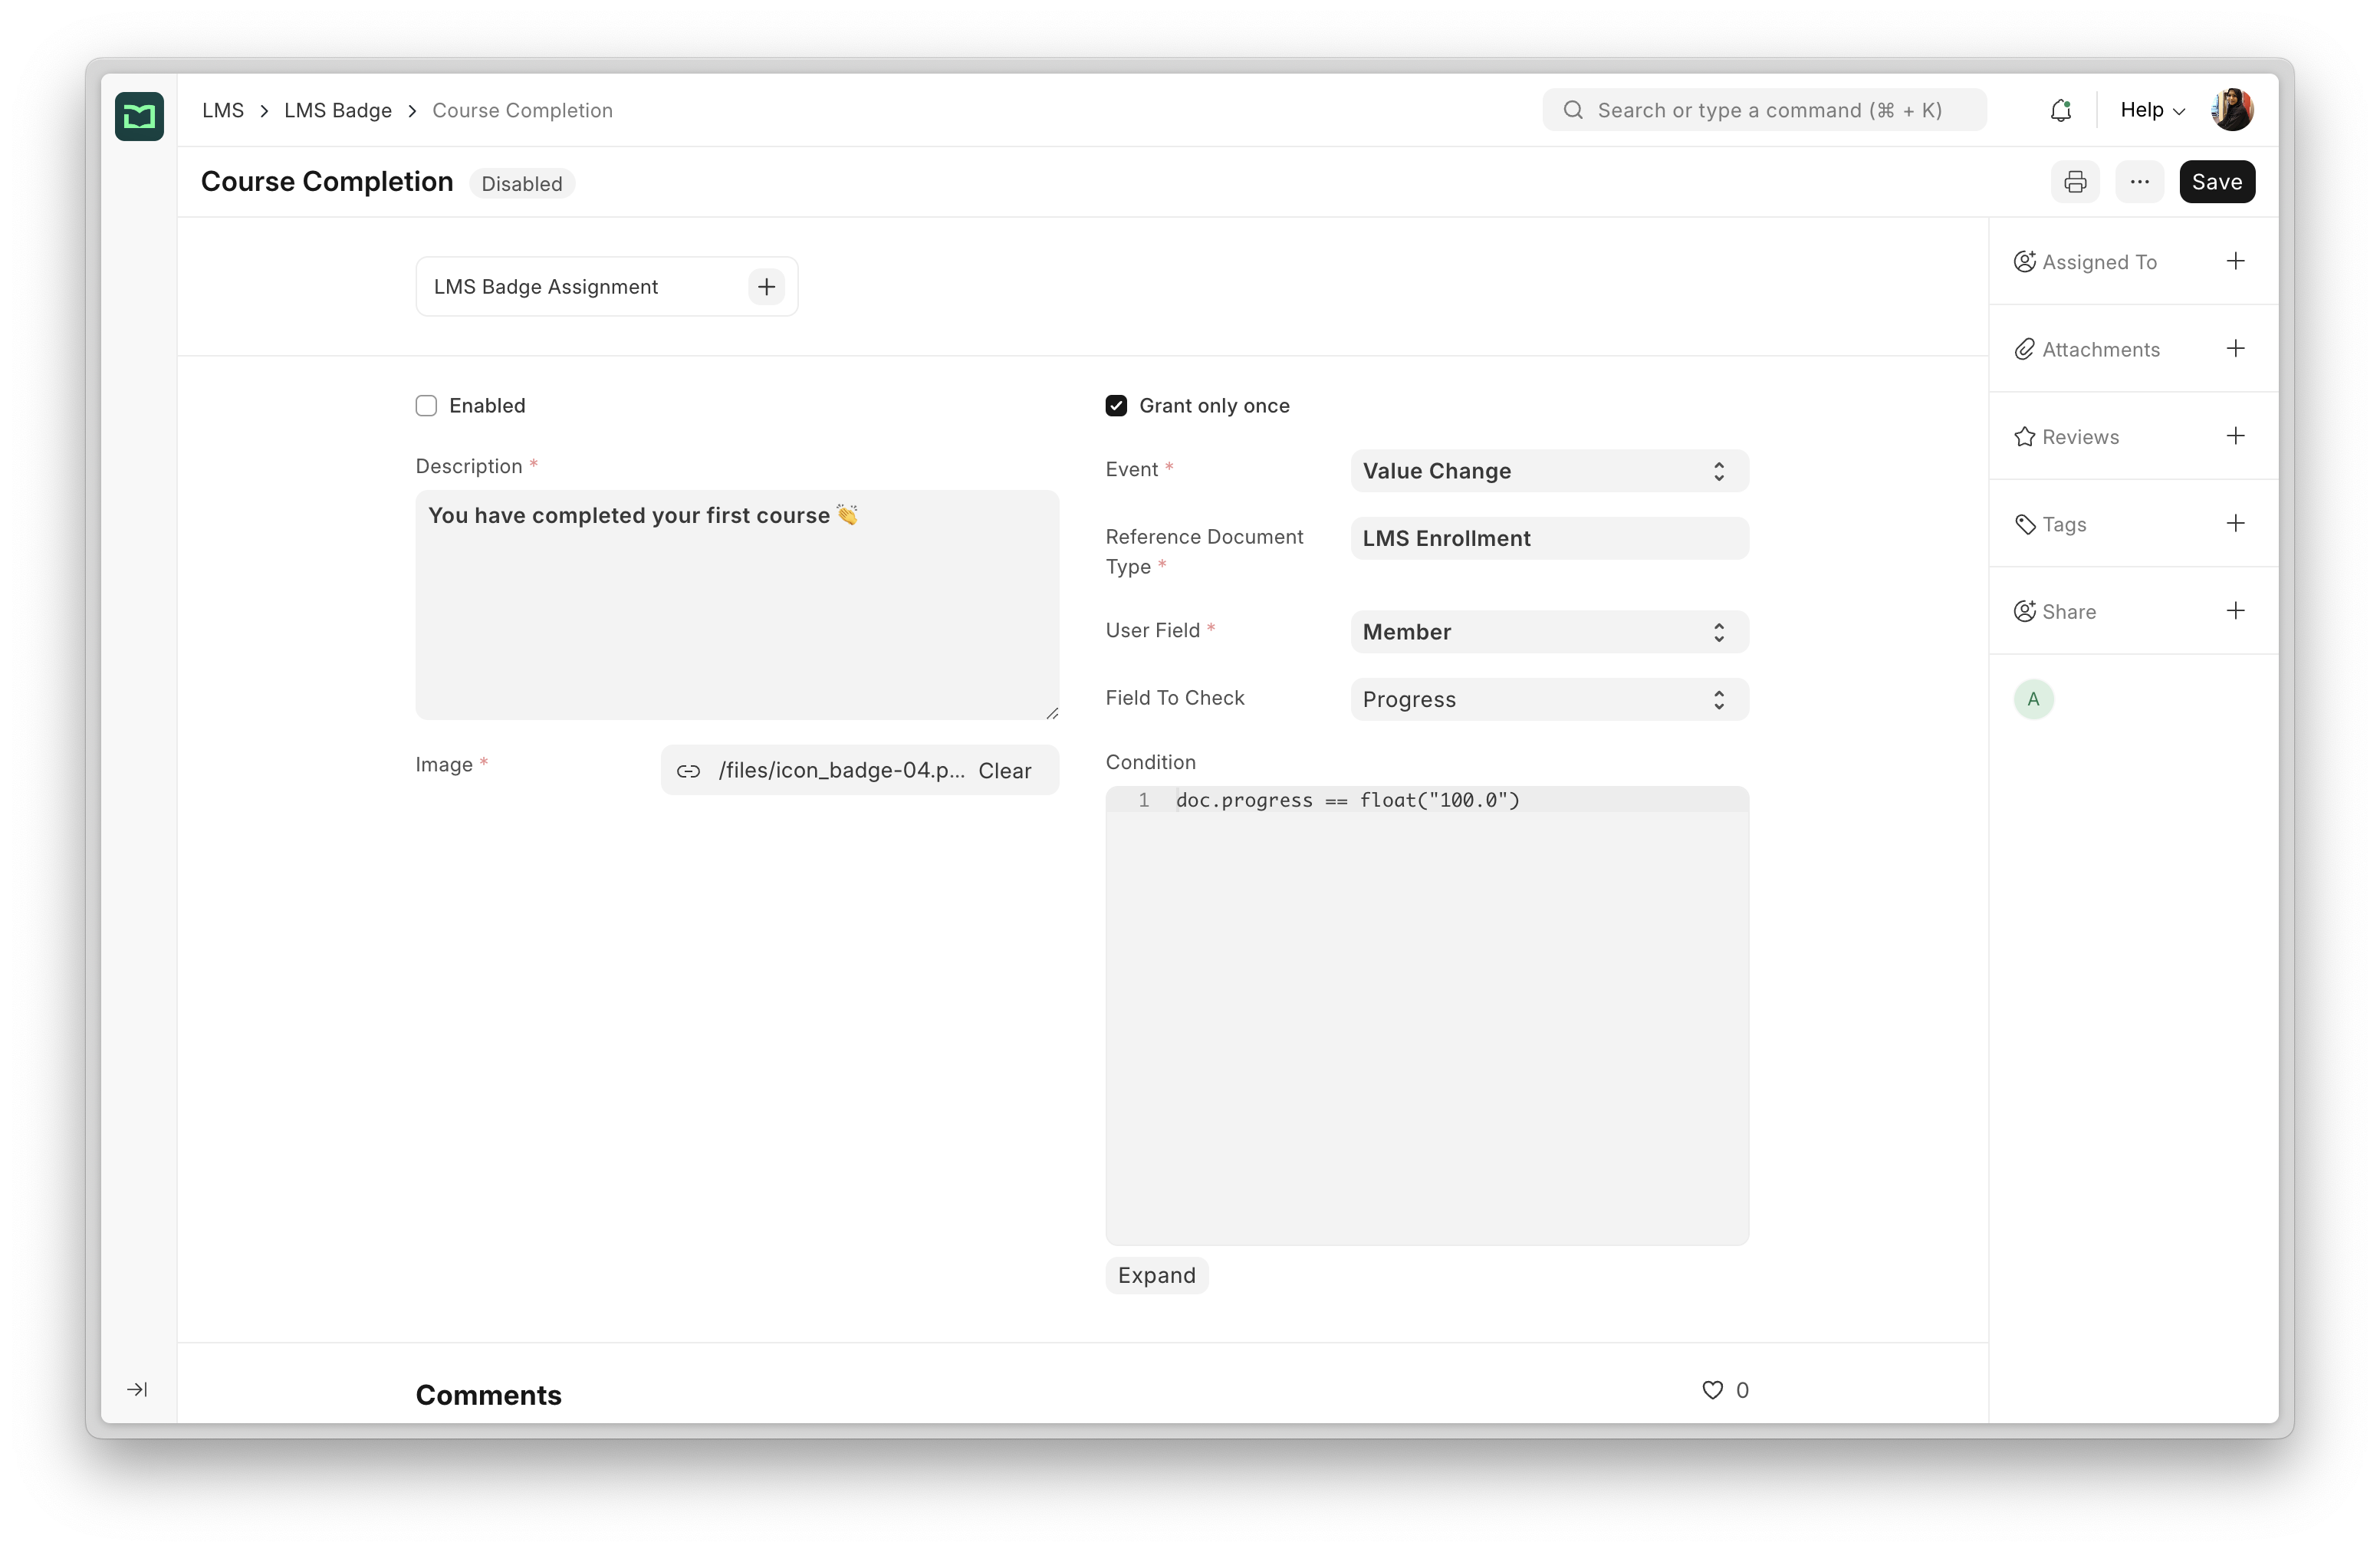 LMS > LMS Badge > Course Completion
Search or type a command (⌘ + K)
Help
Course Completion
Disabled
Save
LMS Badge Assignment
Enabled
Description *
You have completed your first course 👏
Image *
/files/icon_badge-04.p...
Clear
Grant only once
Event *
Value Change
Reference Document
Type *
LMS Enrollment
User Field *
Member
Field To Check
Progress
Condition
1 doc.progress == float("100.0")
Expand
Assigned To
Attachments
Reviews
Tags
Share
A
Comments
0